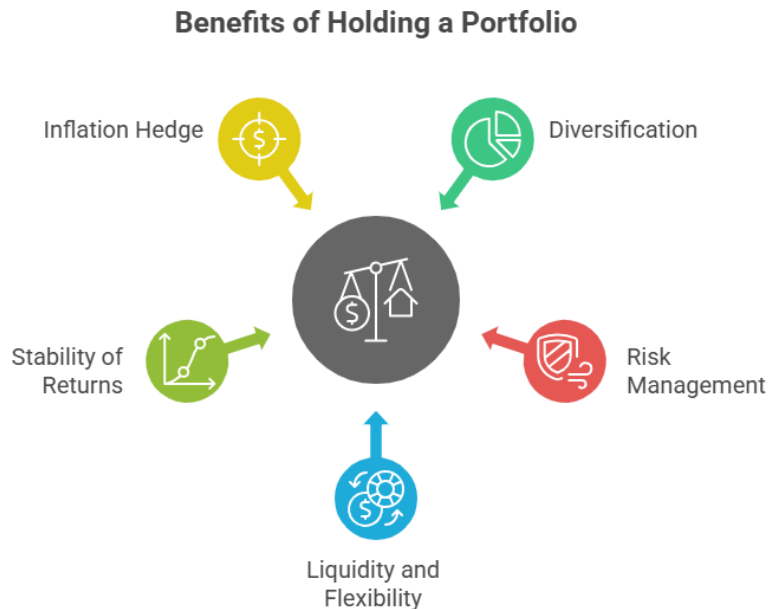 Benefits of Holding a Portfolio
Inflation Hedge
$
Diversification
$
Stability of
Returns
Risk
Management
$
Liquidity and
Flexibility